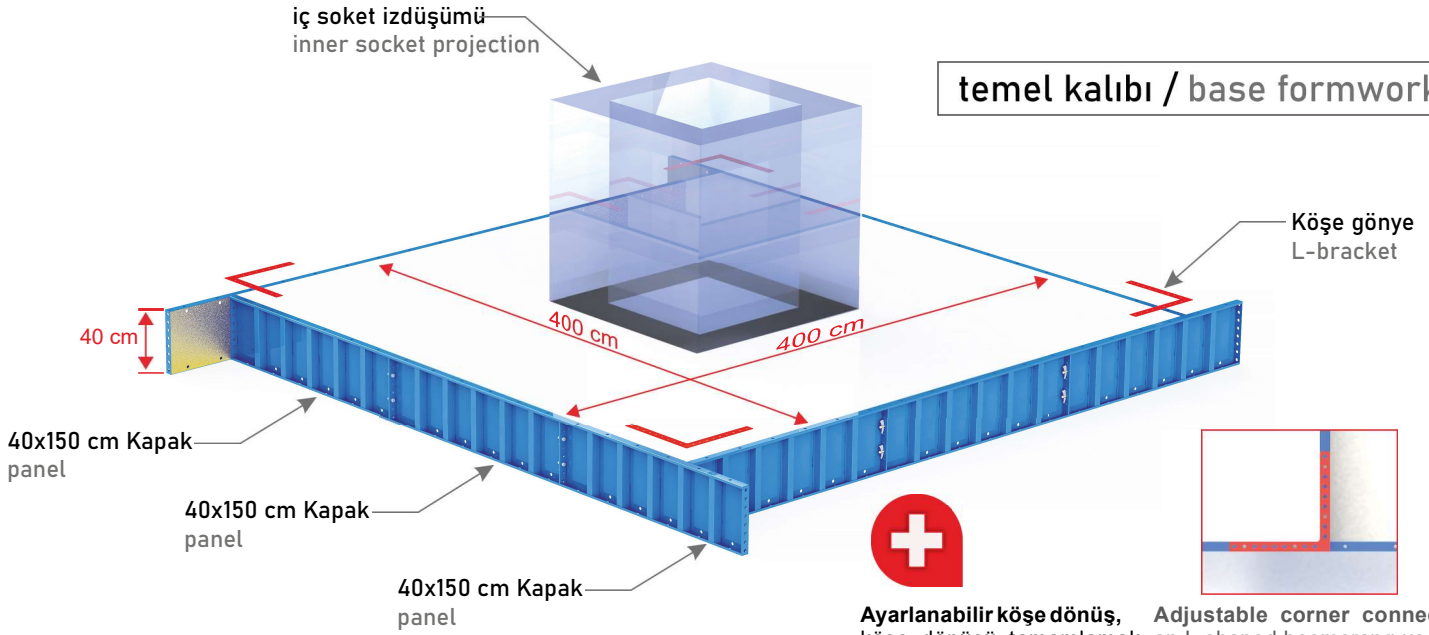 iç soket izdüşümü
inner socket projection
temel kalıbı / base formwork
Köşe gönye
L-bracket
40 cm
400 cm
400 cm
40x150 cm Kapak
panel
40x150 cm Kapak
panel
40x150 cm Kapak
panel
Ayarlanabilir köşe dönüş,
Adjustable corner